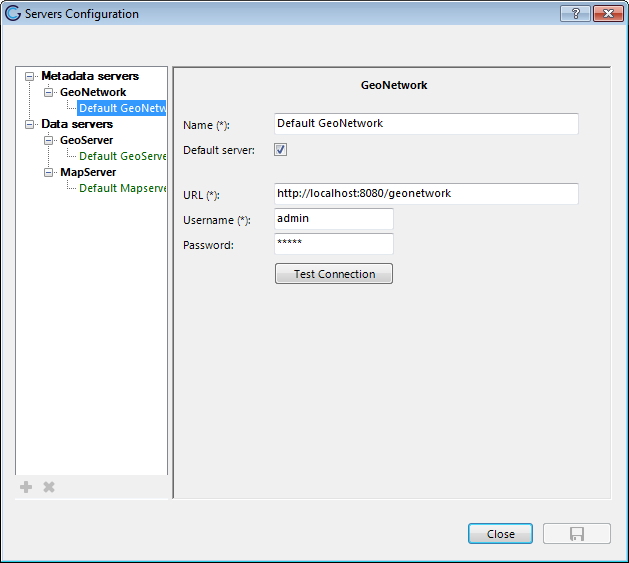 Servers Configuration
Metadata servers
GeoNetwork
Default GeoNetw
Data servers
GeoServer
Default GeoServe
MapServer
Default Mapserve
GeoNetwork
Name (*): Default GeoNetwork
Default server:
URL (*): http://localhost:8080/geonetwork
Username (*): admin
Password: *****
Test Connection
Close